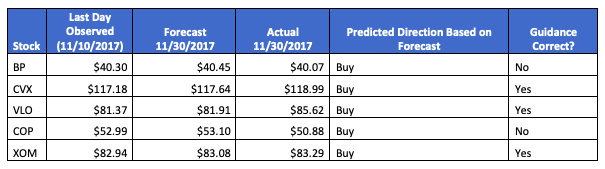 Stock Last Day Observed (11/10/2017) Forecast 11/30/2017 Actual 11/30/2017 Predicted Direction Based on Forecast Guidance Correct?
BP $40.30 $40.45 $40.07 Buy No
CVX $117.18 $117.64 $118.99 Buy Yes
VLO $81.37 $81.91 $85.62 Buy Yes
COP $52.99 $53.10 $50.88 Buy No
XOM $82.94 $83.08 $83.29 Buy Yes